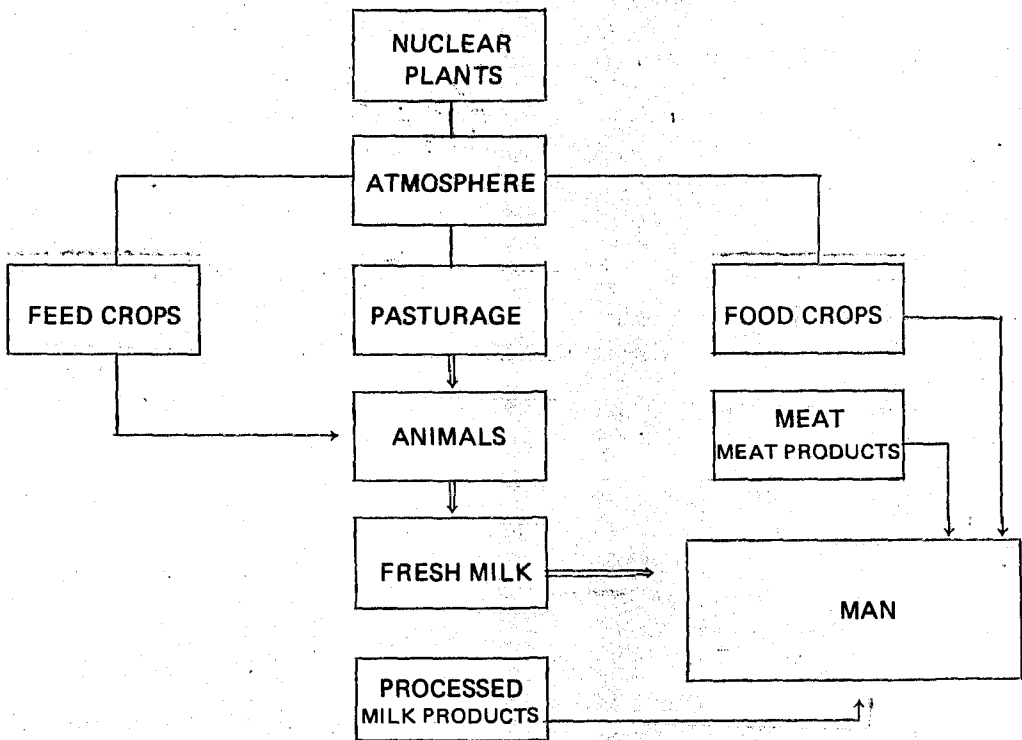 NUCLEAR
PLANTS
ATMOSPHERE
FEED CROPS
PASTURAGE
FOOD CROPS
ANIMALS
MEAT
MEAT PRODUCTS
FRESH MILK
MAN
PROCESSED
MILK PRODUCTS